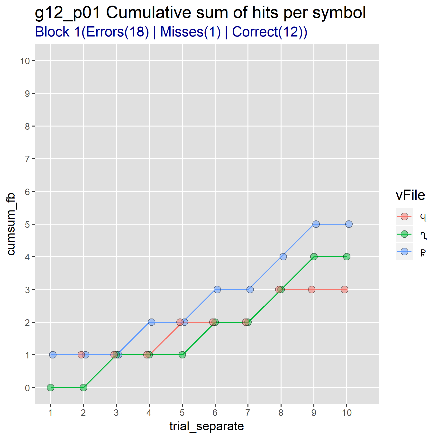 g12_p01 Cumulative sum of hits per symbol
Block 1(Errors(18) | Misses(1) | Correct(12))
10
9
8
7
6
5
4
3
2
1
0
cumsum_fb
1 2 3 4 5 6 7 8 9 10
trial_separate
vFile